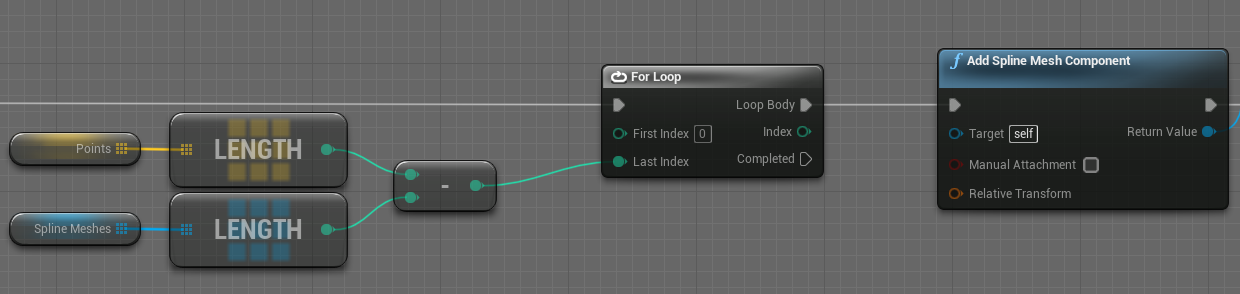 Points
LENGTH
Spline Meshes
LENGTH
-
For Loop
Loop Body
First Index 0
Index
Last Index
Completed
f Add Spline Mesh Component
Target self
Return Value
Manual Attachment
Relative Transform